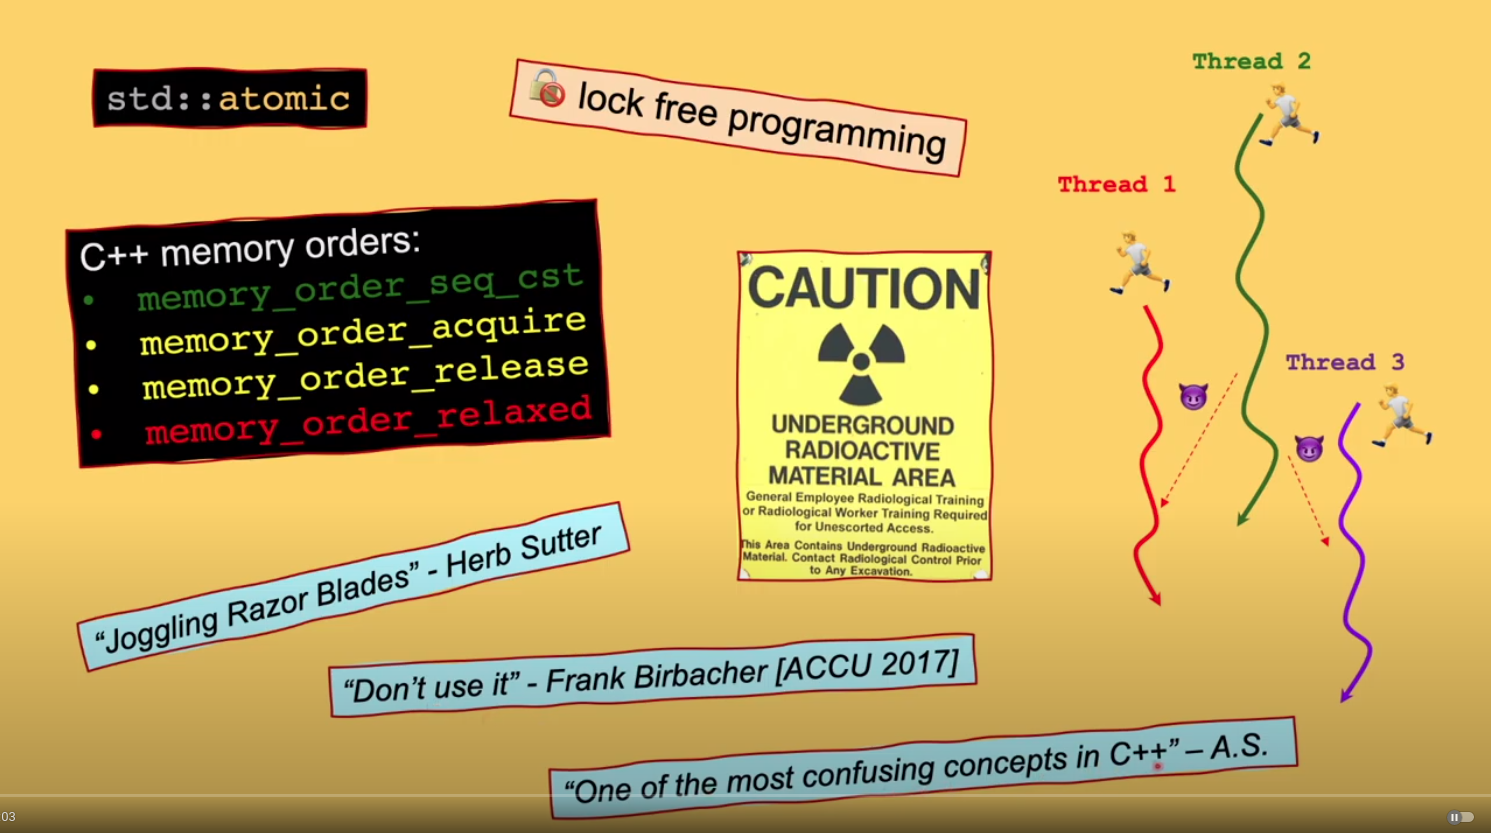 std::atomic
lock free programming
Thread 2
Thread 1
C++ memory orders:
• memory_order_seq_cst
• memory_order_acquire
• memory_order_release
• memory_order_relaxed
CAUTION
UNDERGROUND
RADIOACTIVE
MATERIAL AREA
General Employee Radiological Training
or Radiological Worker Training Required
for Unescorted Access.
This Area Contains Underground Radioactive
Material. Contact Radiological Control Prior
to Any Excavation.
Thread 3
“Joggling Razor Blades” - Herb Sutter
“Don’t use it” - Frank Birbacher [ACCU 2017]
“One of the most confusing concepts in C++” – A.S.
:03